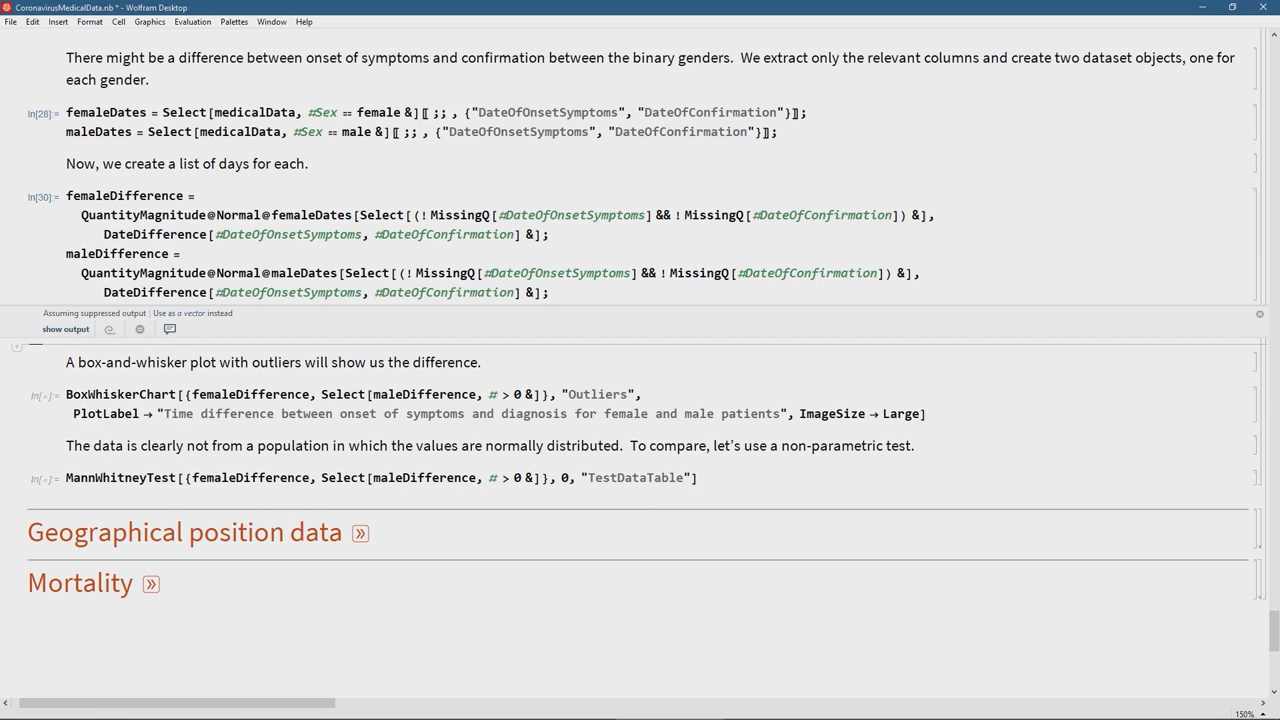 CoronavirusMedicalData.nb * - Wolfram Desktop
File Edit Insert Format Cell Graphics Evaluation Palettes Window Help
There might be a difference between onset of symptoms and confirmation between the binary genders. We extract only the relevant columns and create two dataset objects, one for
each gender.
In[28]:= femaleDates = Select[medicalData, #Sex == female &]〚 ;; , {"DateOfOnsetSymptoms", "DateOfConfirmation"}〛;
maleDates = Select[medicalData, #Sex == male &]〚 ;; , {"DateOfOnsetSymptoms", "DateOfConfirmation"}〛;
Now, we create a list of days for each.
In[30]:= femaleDifference =
QuantityMagnitude@Normal@femaleDates[Select[(! MissingQ[#DateOfOnsetSymptoms] && ! MissingQ[#DateOfConfirmation]) &],
DateDifference[#DateOfOnsetSymptoms, #DateOfConfirmation] &];
maleDifference =
QuantityMagnitude@Normal@maleDates[Select[(! MissingQ[#DateOfOnsetSymptoms] && ! MissingQ[#DateOfConfirmation]) &],
DateDifference[#DateOfOnsetSymptoms, #DateOfConfirmation] &];
Assuming suppressed output | Use as a vector instead
show output
A box-and-whisker plot with outliers will show us the difference.
In[◦]:= BoxWhiskerChart[{femaleDifference, Select[maleDifference, # > 0 &]}, "Outliers",
PlotLabel → "Time difference between onset of symptoms and diagnosis for female and male patients", ImageSize → Large]
The data is clearly not from a population in which the values are normally distributed. To compare, let's use a non-parametric test.
In[◦]:= MannWhitneyTest[{femaleDifference, Select[maleDifference, # > 0 &]}, 0, "TestDataTable"]
Geographical position data »
Mortality »
150%